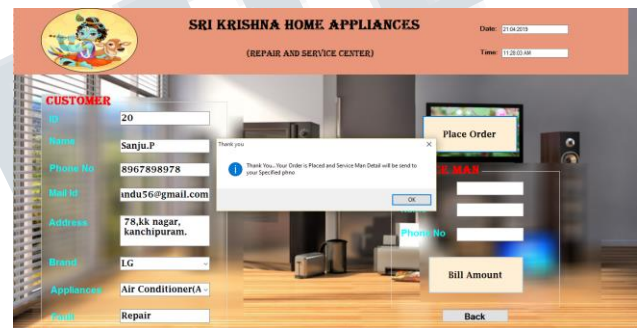 SRI KRISHNA HOME APPLIANCES
(REPAIR AND SERVICE CENTER)
Date: 21-04-2019
Time: 11:28:03 AM
CUSTOMER
ID 20
Name Sanju.P
Phone No 8967898978
Mail Id undu56@gmail.com
Address 78,kk nagar,
kanchipuram.
Brand LG
Appliances Air Conditioner(A
Repair
Thank you
Thank You...Your Order is Placed and Service Man Detail will be send to
your Specified phno
OK
Place Order
MAN
Phone No
Bill Amount
Back